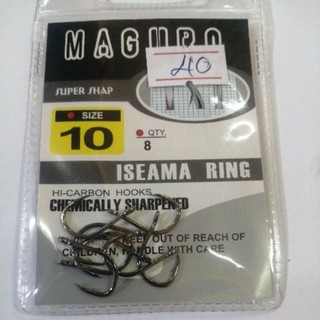 MAGURO
40
SUPER SHAP
SIZE
10
QTY.
8
ISEAMA RING
HI-CARBON HOOKS
CHEMICALLY SHARPENED
KEEP OUT OF REACH OF
CHILDREN, HANDLE WITH CARE